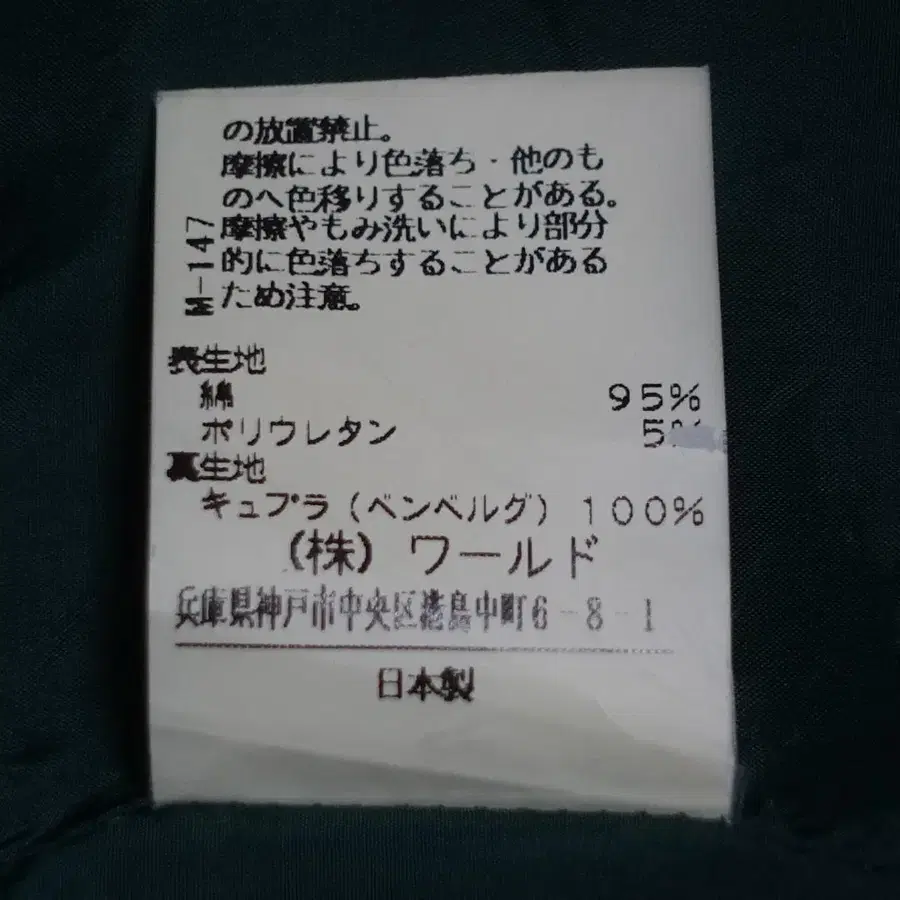 の放置禁止。
摩擦により色落ち・他のも
のへ色移りすることがある。
摩擦やもみ洗いにより部分
的に色落ちすることがある
ため注意。
M-147
表生地
綿 95%
ポリウレタン 5%
裏生地
キュプラ(ベンベルグ) 100%
(株) ワールド
兵庫県神戸市中央区港島中町6-8-1
日本製